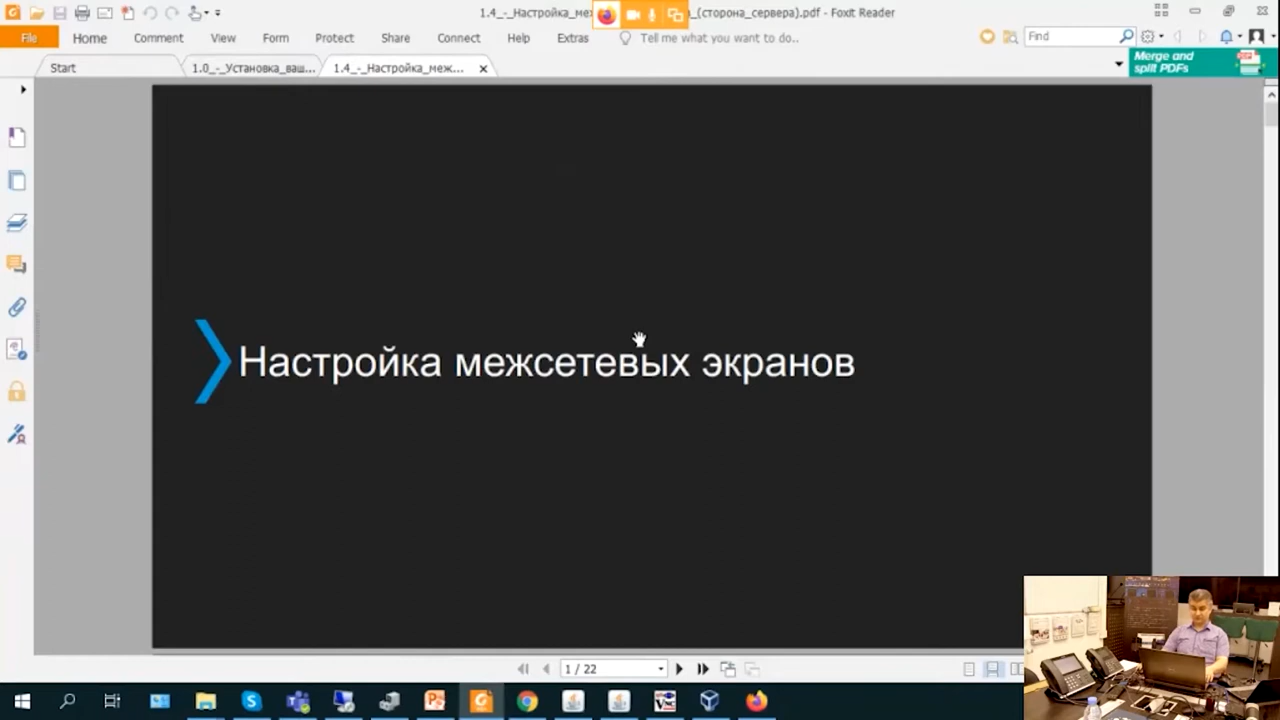 1.4_-_Настройка_ме
_(сторона_сервера).pdf - Foxit Reader
File
Home
Comment
View
Form
Protect
Share
Connect
Help
Extras
Tell me what you want to do..
Find
Start
1.0_-_Установка_ваш...
1.4_-_Настройка_меж...
Merge and
split PDFs
Настройка межсетевых экранов
1 / 22